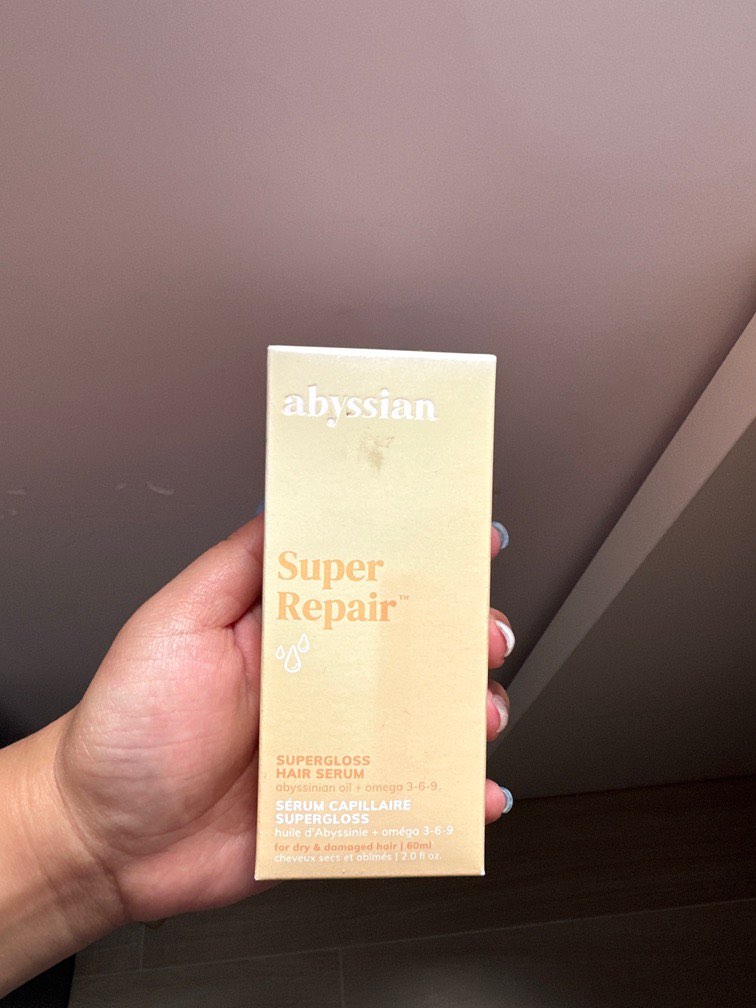 abyssian
Super
Repair™
SUPERGLOSS
HAIR SERUM
abyssinian oil + omega 3-6-9
SÉRUM CAPILLAIRE
SUPERGLOSS
huile d'Abyssinie + oméga 3-6-9
for dry & damaged hair | 60ml
cheveux secs et abîmés | 2.0 fl oz.